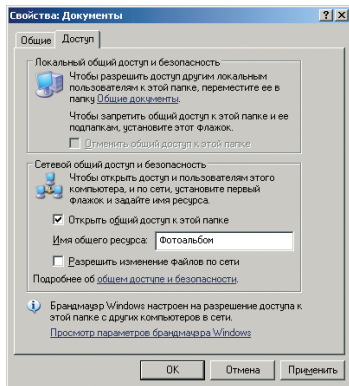 Свойства: Документы
Общие Доступ
Локальный общий доступ и безопасность
Чтобы разрешить доступ другим локальным
пользователям к этой папке, переместите ее в
папку Общие документы.
Чтобы запретить общий доступ к этой папке и ее
подпапкам, установите этот флажок.
Отменить общий доступ к этой папке
Сетевой общий доступ и безопасность
Чтобы открыть доступ и пользователям этого
компьютера, и по сети, установите первый
флажок и задайте имя ресурса.
Открыть общий доступ к этой папке
Имя общего ресурса: Фотоальбом
Разрешить изменение файлов по сети
Подробнее об общем доступе и безопасности.
Брандмауэр Windows настроен на разрешение доступа к
этой папке с других компьютеров в сети.
Просмотр параметров брандмауэра Windows
OK Отмена Применить